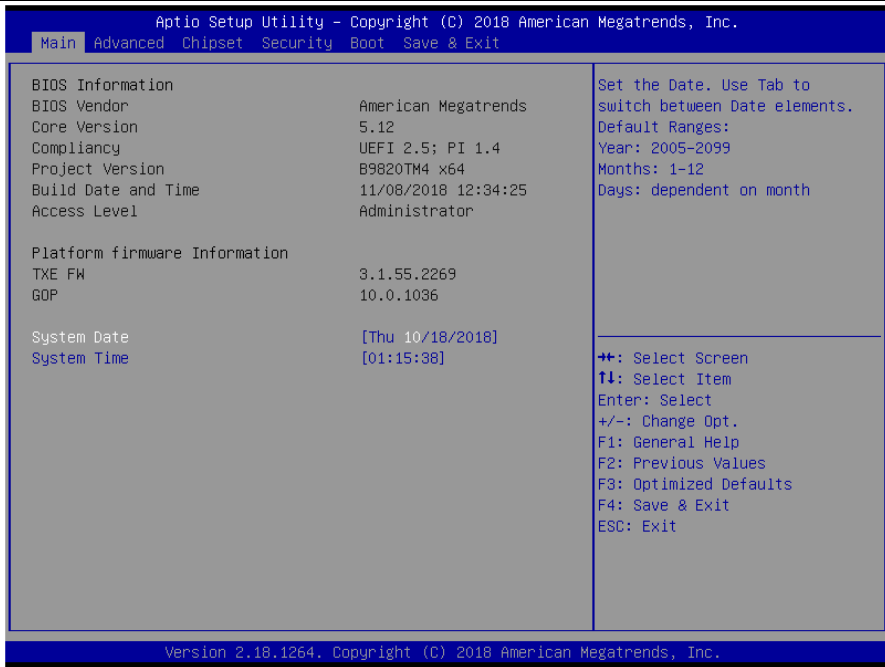 Aptio Setup Utility – Copyright (C) 2018 American Megatrends, Inc.
Main Advanced Chipset Security Boot Save & Exit
BIOS Information
BIOS Vendor American Megatrends
Core Version 5.12
Compliancy UEFI 2.5; PI 1.4
Project Version B9820TM4 x64
Build Date and Time 11/08/2018 12:34:25
Access Level Administrator
Platform firmware Information
TXE FW 3.1.55.2269
GOP 10.0.1036
System Date [Thu 10/18/2018]
System Time [01:15:38]
Set the Date. Use Tab to
switch between Date elements.
Default Ranges:
Year: 2005-2099
Months: 1-12
Days: dependent on month
→←: Select Screen
↑↓: Select Item
Enter: Select
+/-: Change Opt.
F1: General Help
F2: Previous Values
F3: Optimized Defaults
F4: Save & Exit
ESC: Exit
Version 2.18.1264. Copyright (C) 2018 American Megatrends, Inc.